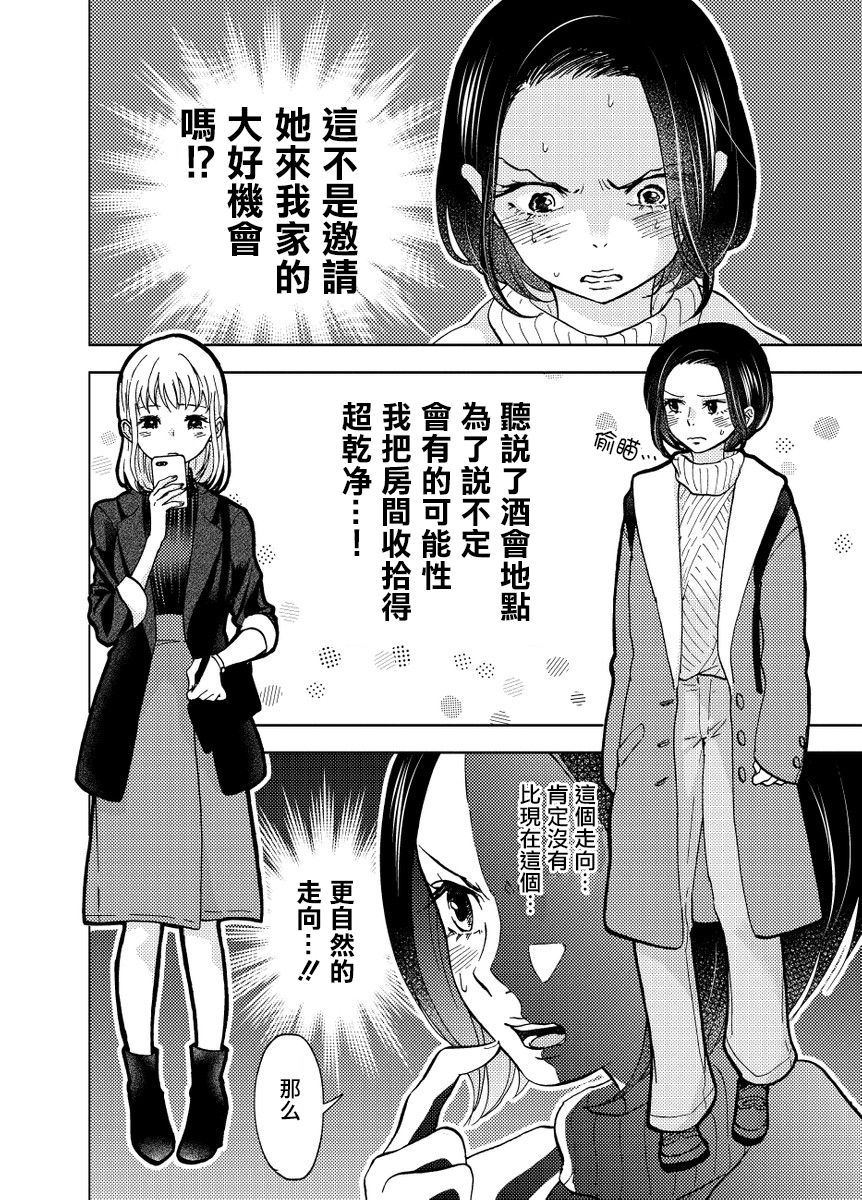 這不是邀請
她來我家的
大好機會
嗎!?
偷瞄…
聽説了酒會地點
為了説不定
會有的可能性
我把房間收拾得
超乾净…!
這個走向…
肯定沒有
比現在這個…
更自然的
走向…!!
那么